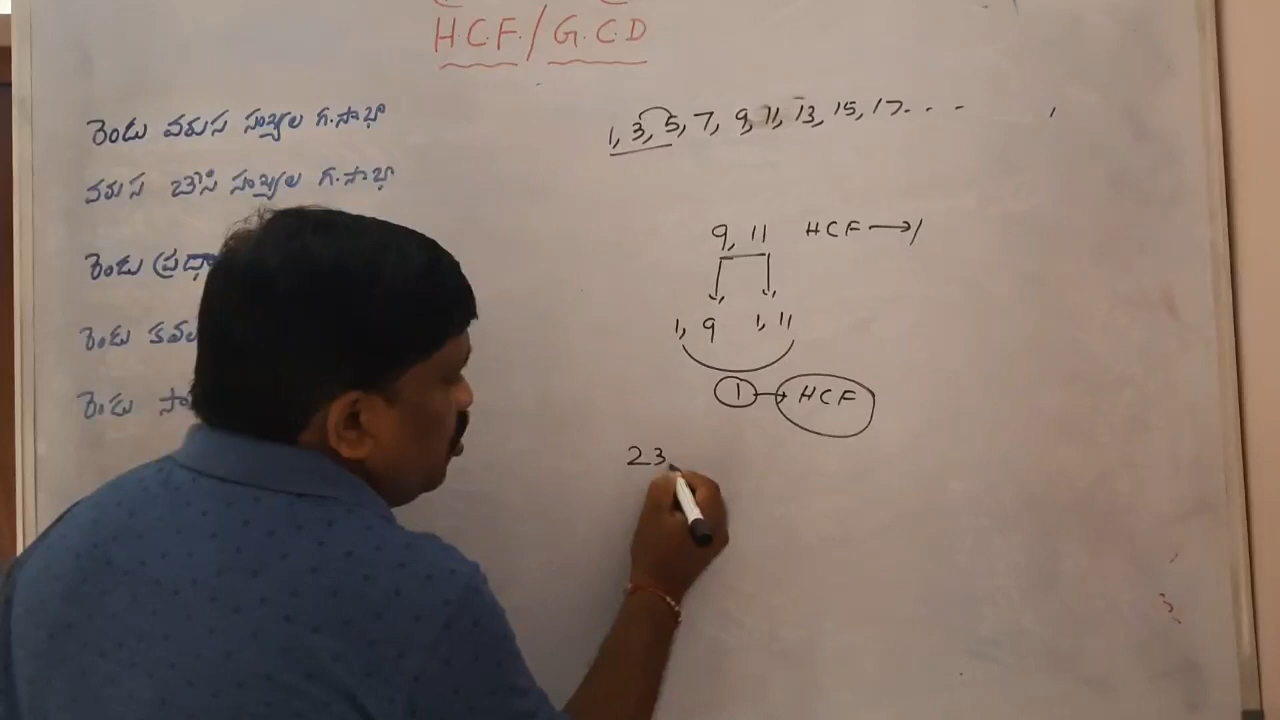 H.C.F. / G.C.D
రెండు వరుస సంఖ్యల గ.సాభా
వరుస బేసి సంఖ్యల గ.సాభా
రెండు
రెండు
రెండు
1, 3, 5, 7, 9, 11, 13, 15, 17. . . -
9, 11 HCF → 1
1, 9 1, 11
1 → HCF
23